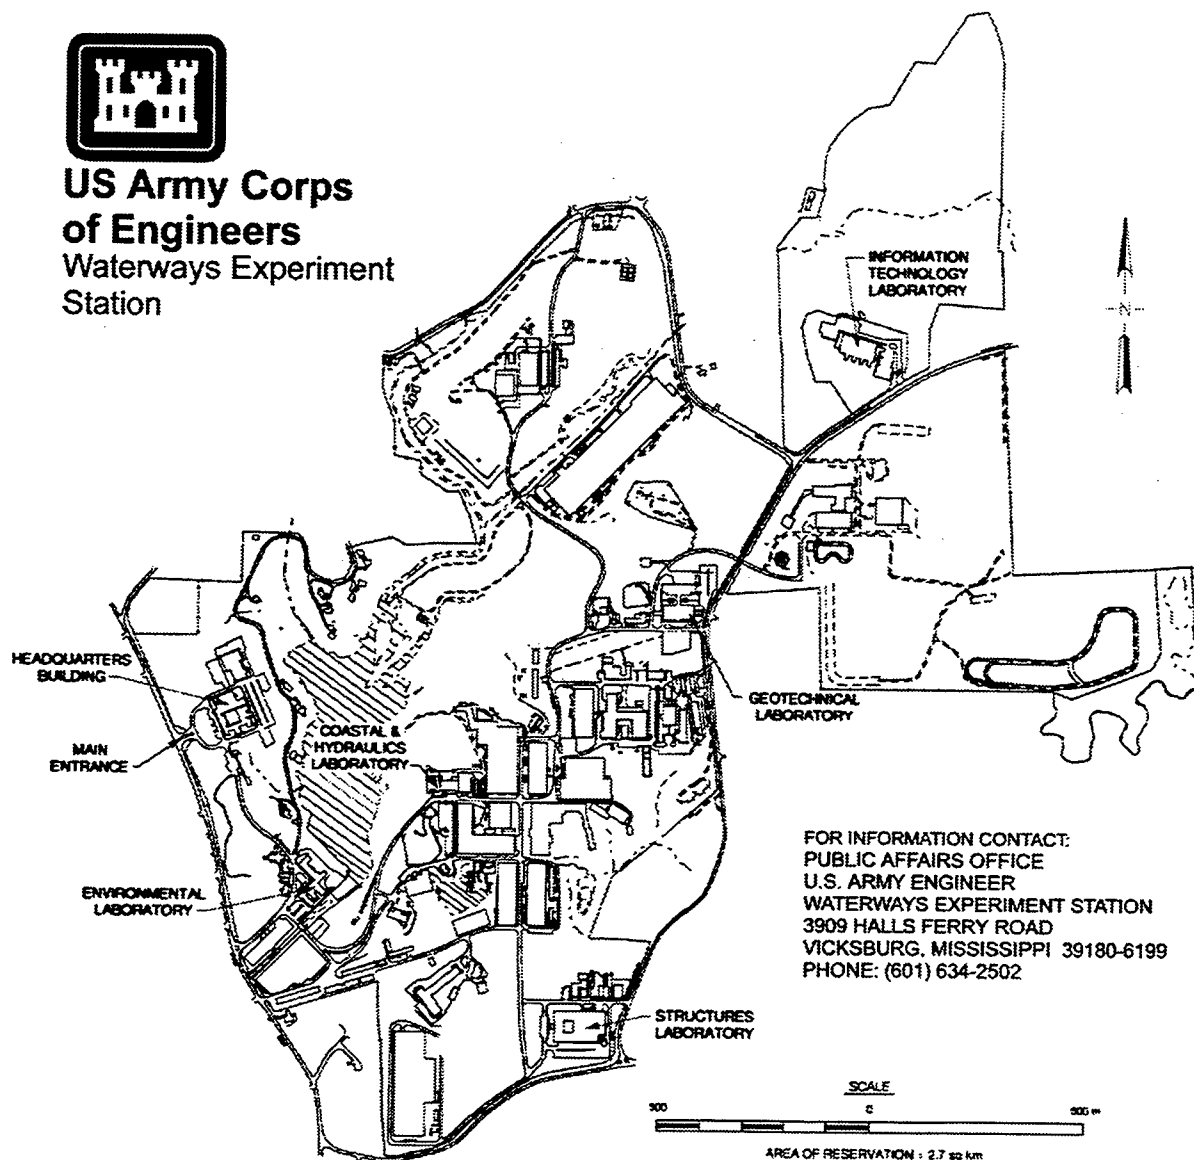 US Army Corps
of Engineers
Waterways Experiment
Station
INFORMATION
TECHNOLOGY
LABORATORY
N
HEADQUARTERS
BUILDING
MAIN
ENTRANCE
COASTAL &
HYDRAULICS
LABORATORY
GEOTECHNICAL
LABORATORY
ENVIRONMENTAL
LABORATORY
STRUCTURES
LABORATORY
FOR INFORMATION CONTACT:
PUBLIC AFFAIRS OFFICE
U.S. ARMY ENGINEER
WATERWAYS EXPERIMENT STATION
3909 HALLS FERRY ROAD
VICKSBURG, MISSISSIPPI 39180-6199
PHONE: (601) 634-2502
SCALE
500 0 500 m
AREA OF RESERVATION : 2.7 sq km